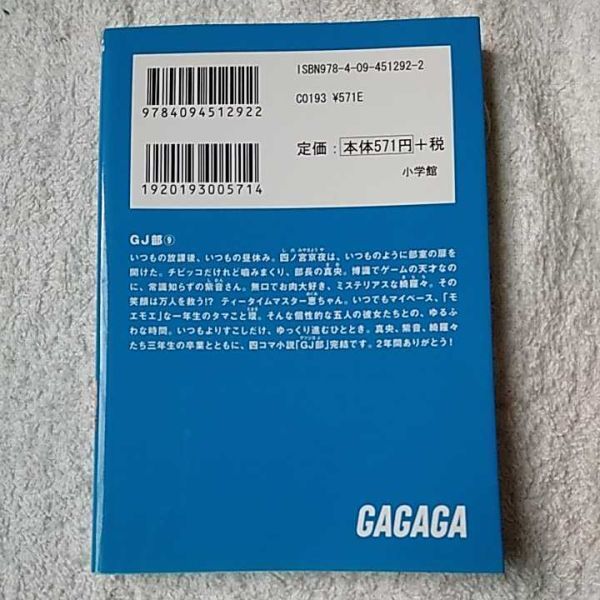 ISBN978-4-09-451292-2
C0193 ¥571E
9784094512922
定価：本体571円＋税
小学館
1920193005714
GJ部⑨
いつもの放課後、いつもの昼休み。四ノ宮京夜は、いつものように部室の扉を
開けた。チビッコだけれど噛みまくり、部長の真央。博識でゲームの天才なの
に、常識知らずの紫音さん。無口でお肉大好き、ミステリアスな綺羅々。その
笑顔は万人を救う!? ティータイムマスター恵ちゃん。いつでもマイペース、「モ
エモエ」な一年生のタマこと環。そんな個性的な五人の彼女たちとの、ゆるふ
わな時間。いつもよりすこしだけ、ゆっくり進むひととき。真央、紫音、綺羅々
たち三年生の卒業とともに、四コマ小説「GJ部」完結です。2年間ありがとう！
GAGAGA